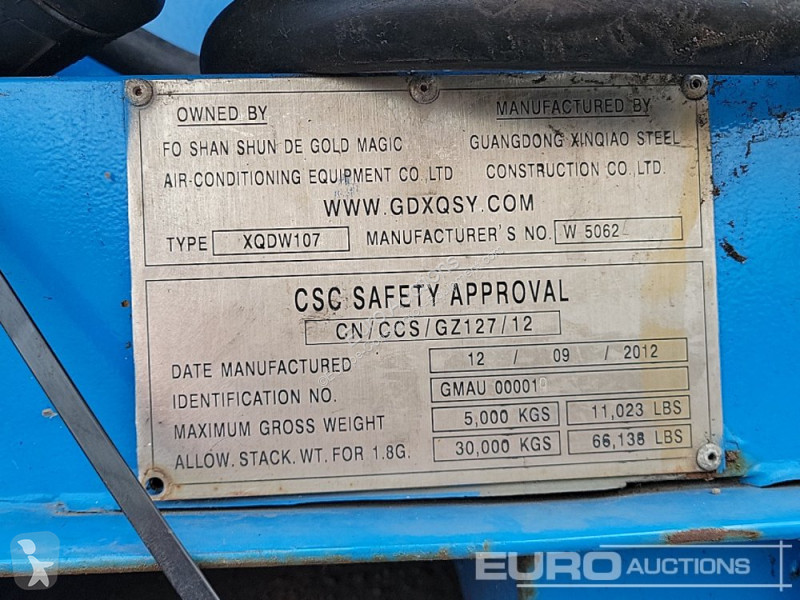 OWNED BY
MANUFACTURED BY
FO SHAN SHUN DE GOLD MAGIC
AIR-CONDITIONING EQUIPMENT CO.LTD
GUANGDONG XINQIAO STEEL
CONSTRUCTION CO.,LTD.
WWW.GDXQSY.COM
TYPE XQDW107 MANUFACTURER'S NO. W 5062
CSC SAFETY APPROVAL
CN/CCS/GZ127/12
DATE MANUFACTURED 12 / 09 / 2012
IDENTIFICATION NO. GMAU 000010
MAXIMUM GROSS WEIGHT 5,000 KGS 11,023 LBS
ALLOW. STACK. WT. FOR 1.8G. 30,000 KGS 66,138 LBS
EURO AUCTIONS